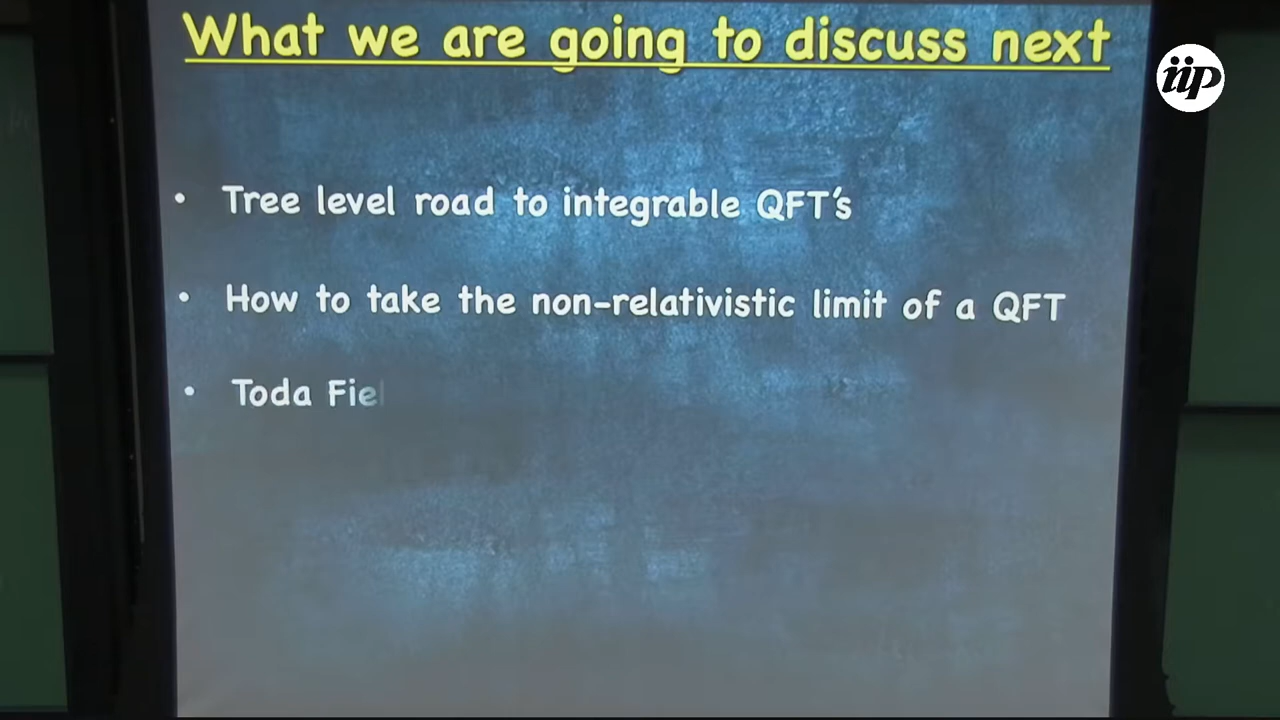 What we are going to discuss next
iip
• Tree level road to integrable QFT's
• How to take the non-relativistic limit of a QFT
• Toda Fiel